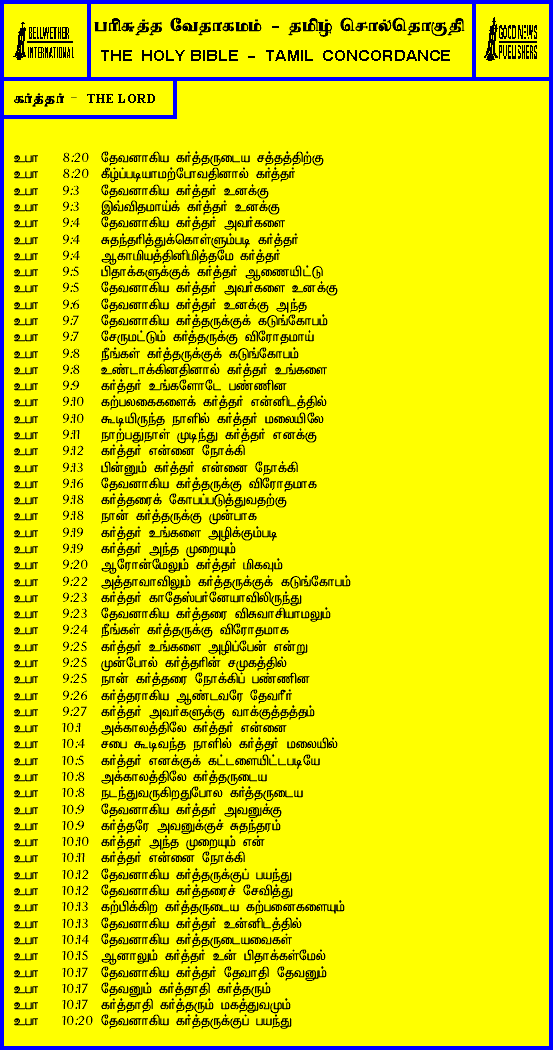 BELLWETHER
INTERNATIONAL
பரிசுத்த வேதாகமம் - தமிழ் சொல்தொகுதி
THE HOLY BIBLE - TAMIL CONCORDANCE
GOOD NEWS
PUBLISHERS
கர்த்தர் - THE LORD
உபா 8:20 தேவனாகிய கர்த்தருடைய சத்தத்திற்கு
உபா 8:20 கீழ்ப்படியாமற்போவதினால் கர்த்தர்
உபா 9:3 தேவனாகிய கர்த்தர் உனக்கு
உபா 9:3 இவ்விதமாய்க் கர்த்தர் உனக்கு
உபா 9:4 தேவனாகிய கர்த்தர் அவர்களை
உபா 9:4 சுதந்தரித்துக்கொள்ளும்படி கர்த்தர்
உபா 9:4 ஆகாமியத்தினிமித்தமே கர்த்தர்
உபா 9:5 பிதாக்களுக்குக் கர்த்தர் ஆணையிட்டு
உபா 9:5 தேவனாகிய கர்த்தர் அவர்களை உனக்கு
உபா 9:6 தேவனாகிய கர்த்தர் உனக்கு அந்த
உபா 9:7 தேவனாகிய கர்த்தருக்குக் கடுங்கோபம்
உபா 9:7 சேருமட்டும் கர்த்தருக்கு விரோதமாய்
உபா 9:8 நீங்கள் கர்த்தருக்குக் கடுங்கோபம்
உபா 9:8 உண்டாக்கினதினால் கர்த்தர் உங்களை
உபா 9:9 கர்த்தர் உங்களோடே பண்ணின
உபா 9:10 கற்பலகைகளைக் கர்த்தர் என்னிடத்தில்
உபா 9:10 கூடியிருந்த நாளில் கர்த்தர் மலையிலே
உபா 9:11 நாற்பதுநாள் முடிந்து கர்த்தர் எனக்கு
உபா 9:12 கர்த்தர் என்னை நோக்கி
உபா 9:13 பின்னும் கர்த்தர் என்னை நோக்கி
உபா 9:16 தேவனாகிய கர்த்தருக்கு விரோதமாக
உபா 9:18 கர்த்தரைக் கோபப்படுத்துவதற்கு
உபா 9:18 நான் கர்த்தருக்கு முன்பாக
உபா 9:19 கர்த்தர் உங்களை அழிக்கும்படி
உபா 9:19 கர்த்தர் அந்த முறையும்
உபா 9:20 ஆரோன்மேலும் கர்த்தர் மிகவும்
உபா 9:22 அத்தாவாவிலும் கர்த்தருக்குக் கடுங்கோபம்
உபா 9:23 கர்த்தர் காதேஸ்பர்னேயாவிலிருந்து
உபா 9:23 தேவனாகிய கர்த்தரை விசுவாசியாமலும்
உபா 9:24 நீங்கள் கர்த்தருக்கு விரோதமாக
உபா 9:25 கர்த்தர் உங்களை அழிப்பேன் என்று
உபா 9:25 முன்போல் கர்த்தரின் சமுகத்தில்
உபா 9:25 நான் கர்த்தரை நோக்கிப் பண்ணின
உபா 9:26 கர்த்தராகிய ஆண்டவரே தேவரீர்
உபா 9:27 கர்த்தர் அவர்களுக்கு வாக்குத்தத்தம்
உபா 10:1 அக்காலத்திலே கர்த்தர் என்னை
உபா 10:4 சபை கூடிவந்த நாளில் கர்த்தர் மலையில்
உபா 10:5 கர்த்தர் எனக்குக் கட்டளையிட்டபடியே
உபா 10:8 அக்காலத்திலே கர்த்தருடைய
உபா 10:8 நடந்துவருகிறதுபோல கர்த்தருடைய
உபா 10:9 தேவனாகிய கர்த்தர் அவனுக்கு
உபா 10:9 கர்த்தரே அவனுக்குச் சுதந்தரம்
உபா 10:10 கர்த்தர் அந்த முறையும் என்
உபா 10:11 கர்த்தர் என்னை நோக்கி
உபா 10:12 தேவனாகிய கர்த்தருக்குப் பயந்து
உபா 10:12 தேவனாகிய கர்த்தரைச் சேவித்து
உபா 10:13 கற்பிக்கிற கர்த்தருடைய கற்பனைகளையும்
உபா 10:13 தேவனாகிய கர்த்தர் உன்னிடத்தில்
உபா 10:14 தேவனாகிய கர்த்தருடையவைகள்
உபா 10:15 ஆனாலும் கர்த்தர் உன் பிதாக்கள்மேல்
உபா 10:17 தேவனாகிய கர்த்தர் தேவாதி தேவனும்
உபா 10:17 தேவனும் கர்த்தாதி கர்த்தரும்
உபா 10:17 கர்த்தாதி கர்த்தரும் மகத்துவமும்
உபா 10:20 தேவனாகிய கர்த்தருக்குப் பயந்து